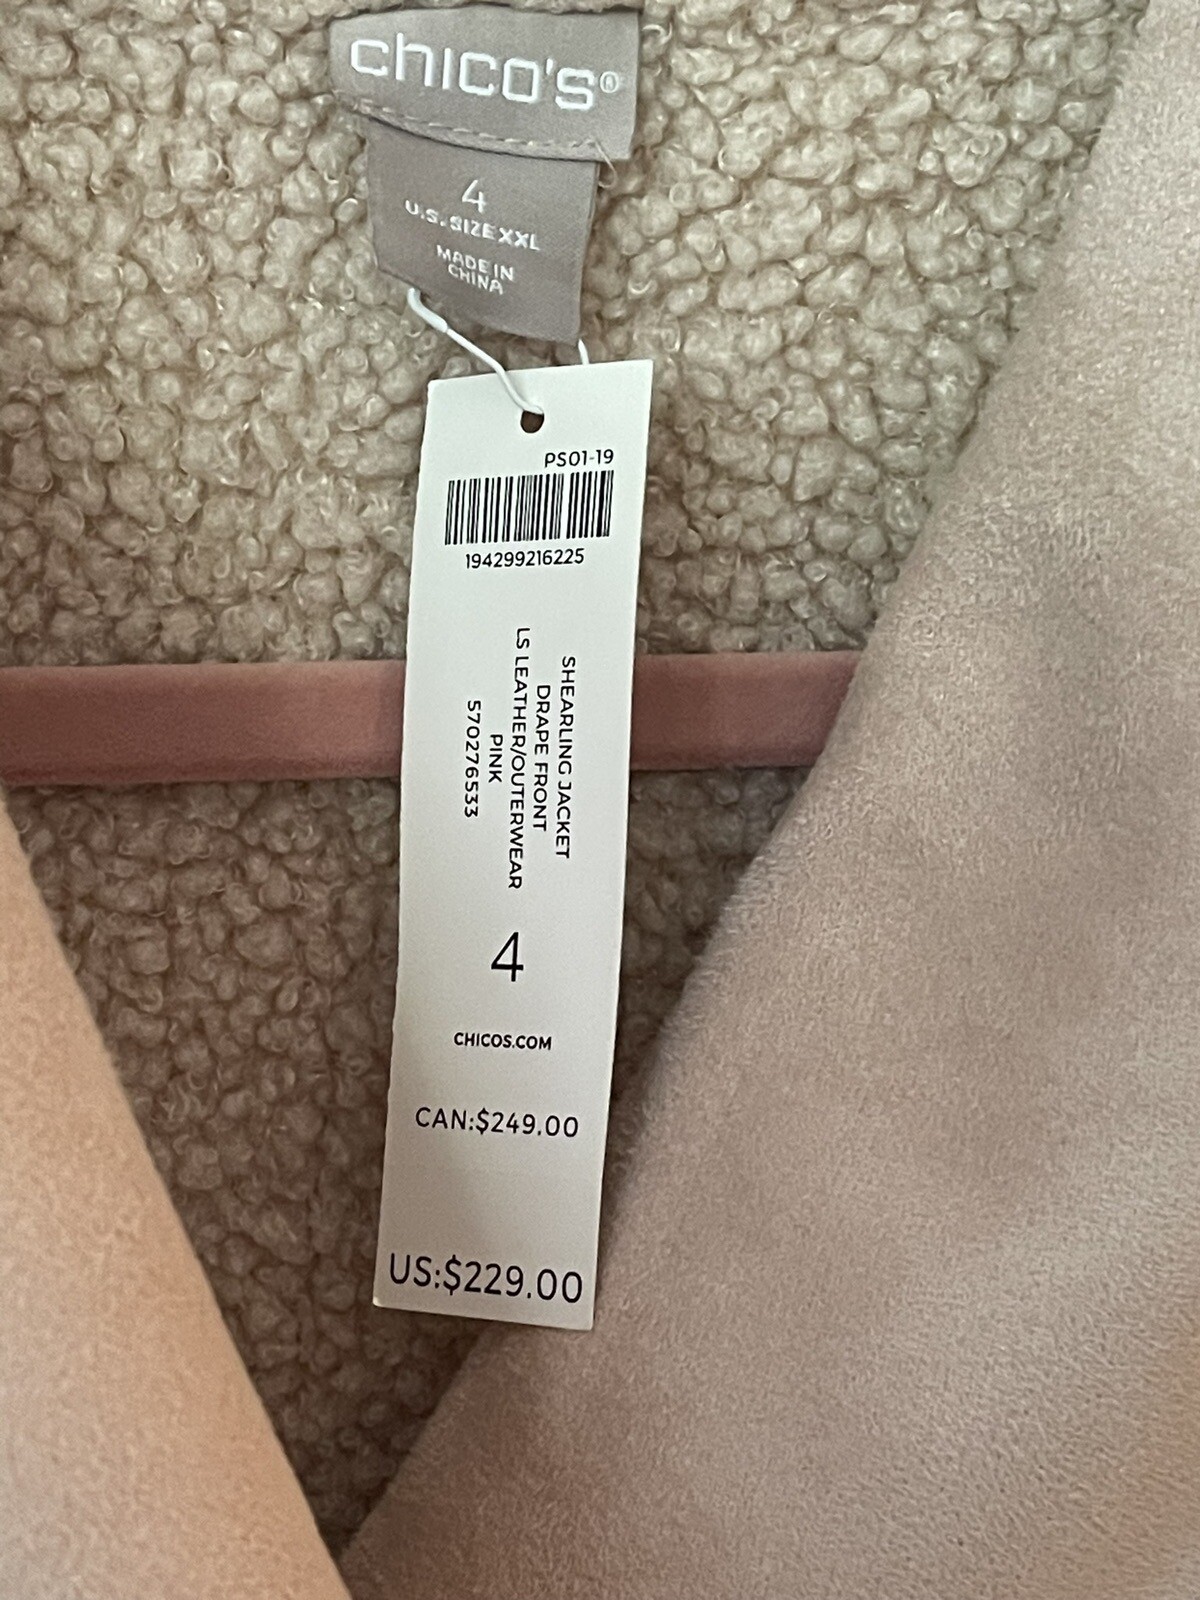 chico's®
4
U.S. SIZE XXL
MADE IN
CHINA
PS01-19
194299216225
SHEARLING JACKET
DRAPE FRONT
LS LEATHER/OUTERWEAR
PINK
570276533
4
CHICOS.COM
CAN:$249.00
US:$229.00